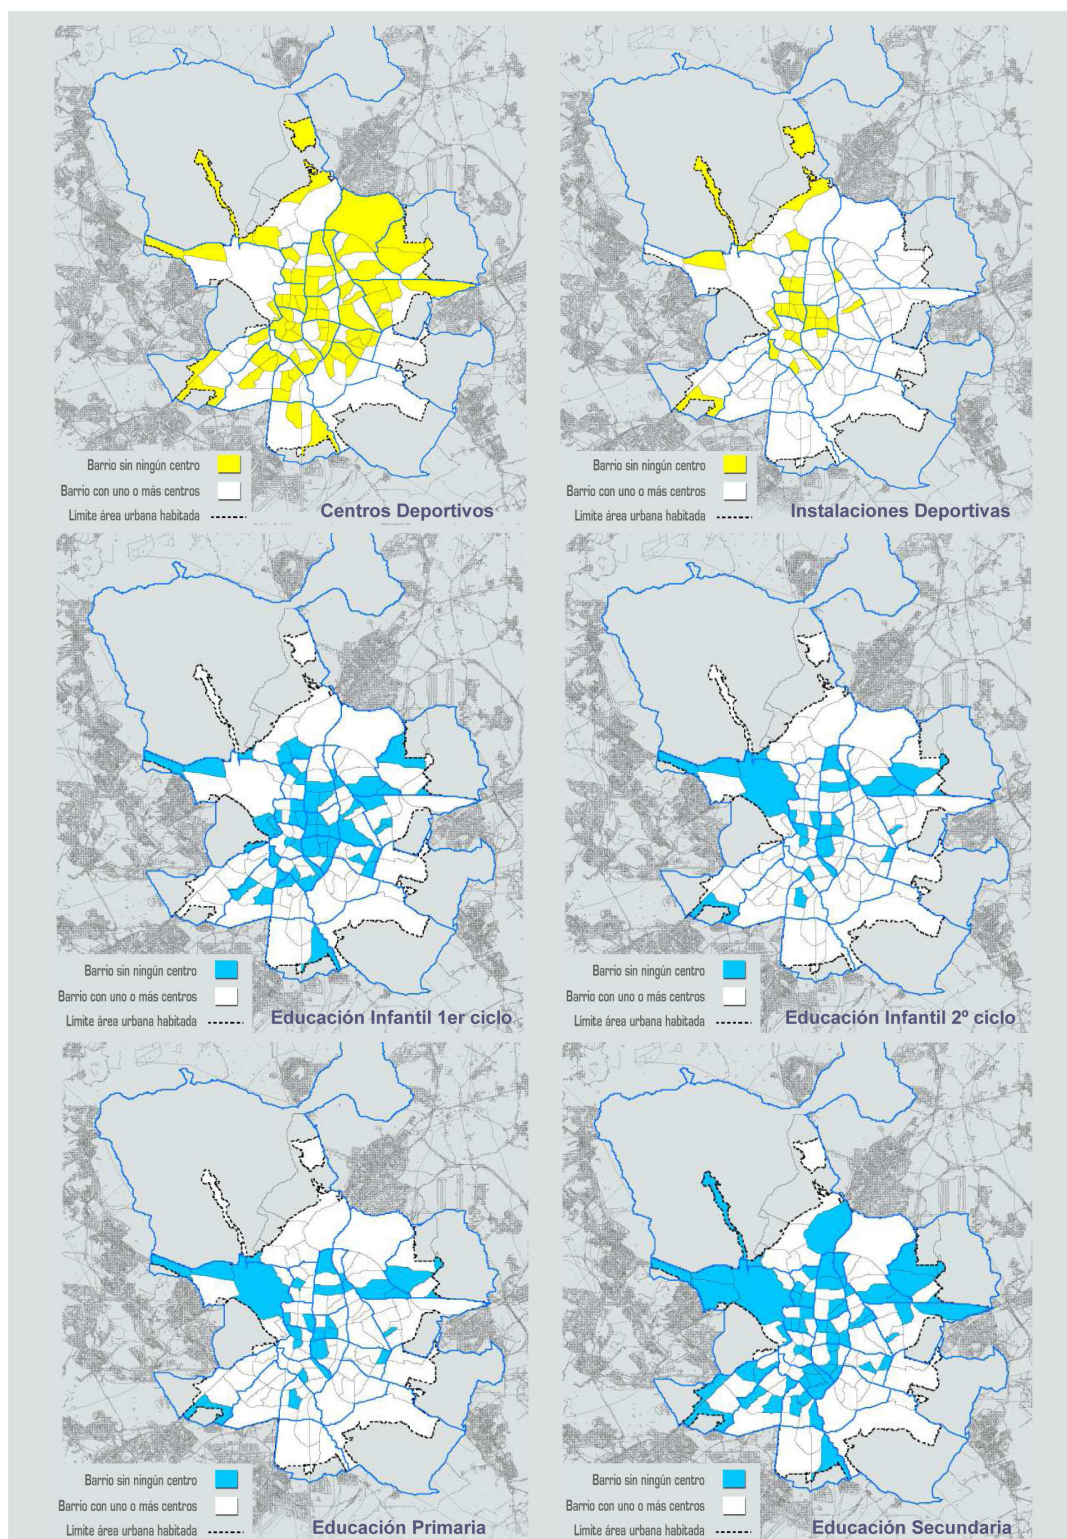 Barrio sin ningún centro
Barrio con uno o más centros
Límite área urbana habitada
Centros Deportivos
Barrio sin ningún centro
Barrio con uno o más centros
Límite área urbana habitada
Instalaciones Deportivas
Barrio sin ningún centro
Barrio con uno o más centros
Límite área urbana habitada
Educación Infantil 1er ciclo
Barrio sin ningún centro
Barrio con uno o más centros
Límite área urbana habitada
Educación Infantil 2º ciclo
Barrio sin ningún centro
Barrio con uno o más centros
Límite área urbana habitada
Educación Primaria
Barrio sin ningún centro
Barrio con uno o más centros
Límite área urbana habitada
Educación Secundaria